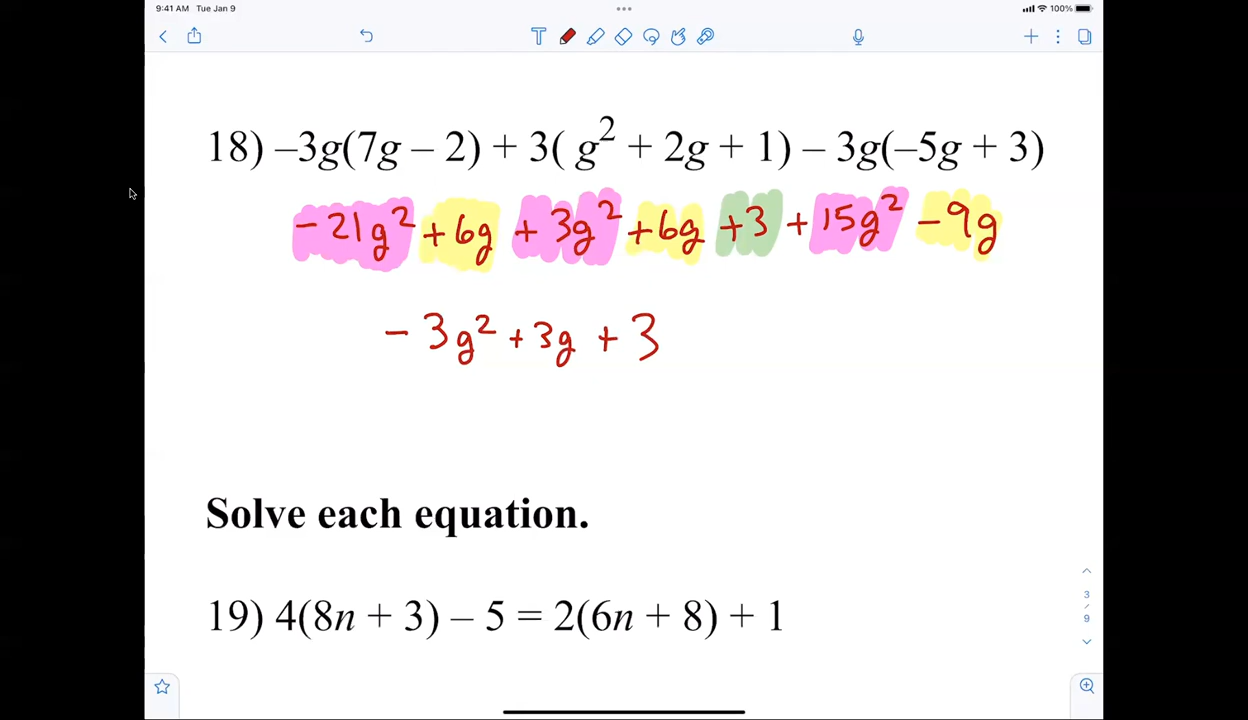 9:41 AM Tue Jan 9
100%
18) –3g(7g – 2) + 3( g² + 2g + 1) – 3g(–5g + 3)
-21g² +6g +3g² +6g +3 +15g² -9g
-3g² +3g +3
Solve each equation.
3
/
9
19) 4(8n + 3) – 5 = 2(6n + 8) + 1